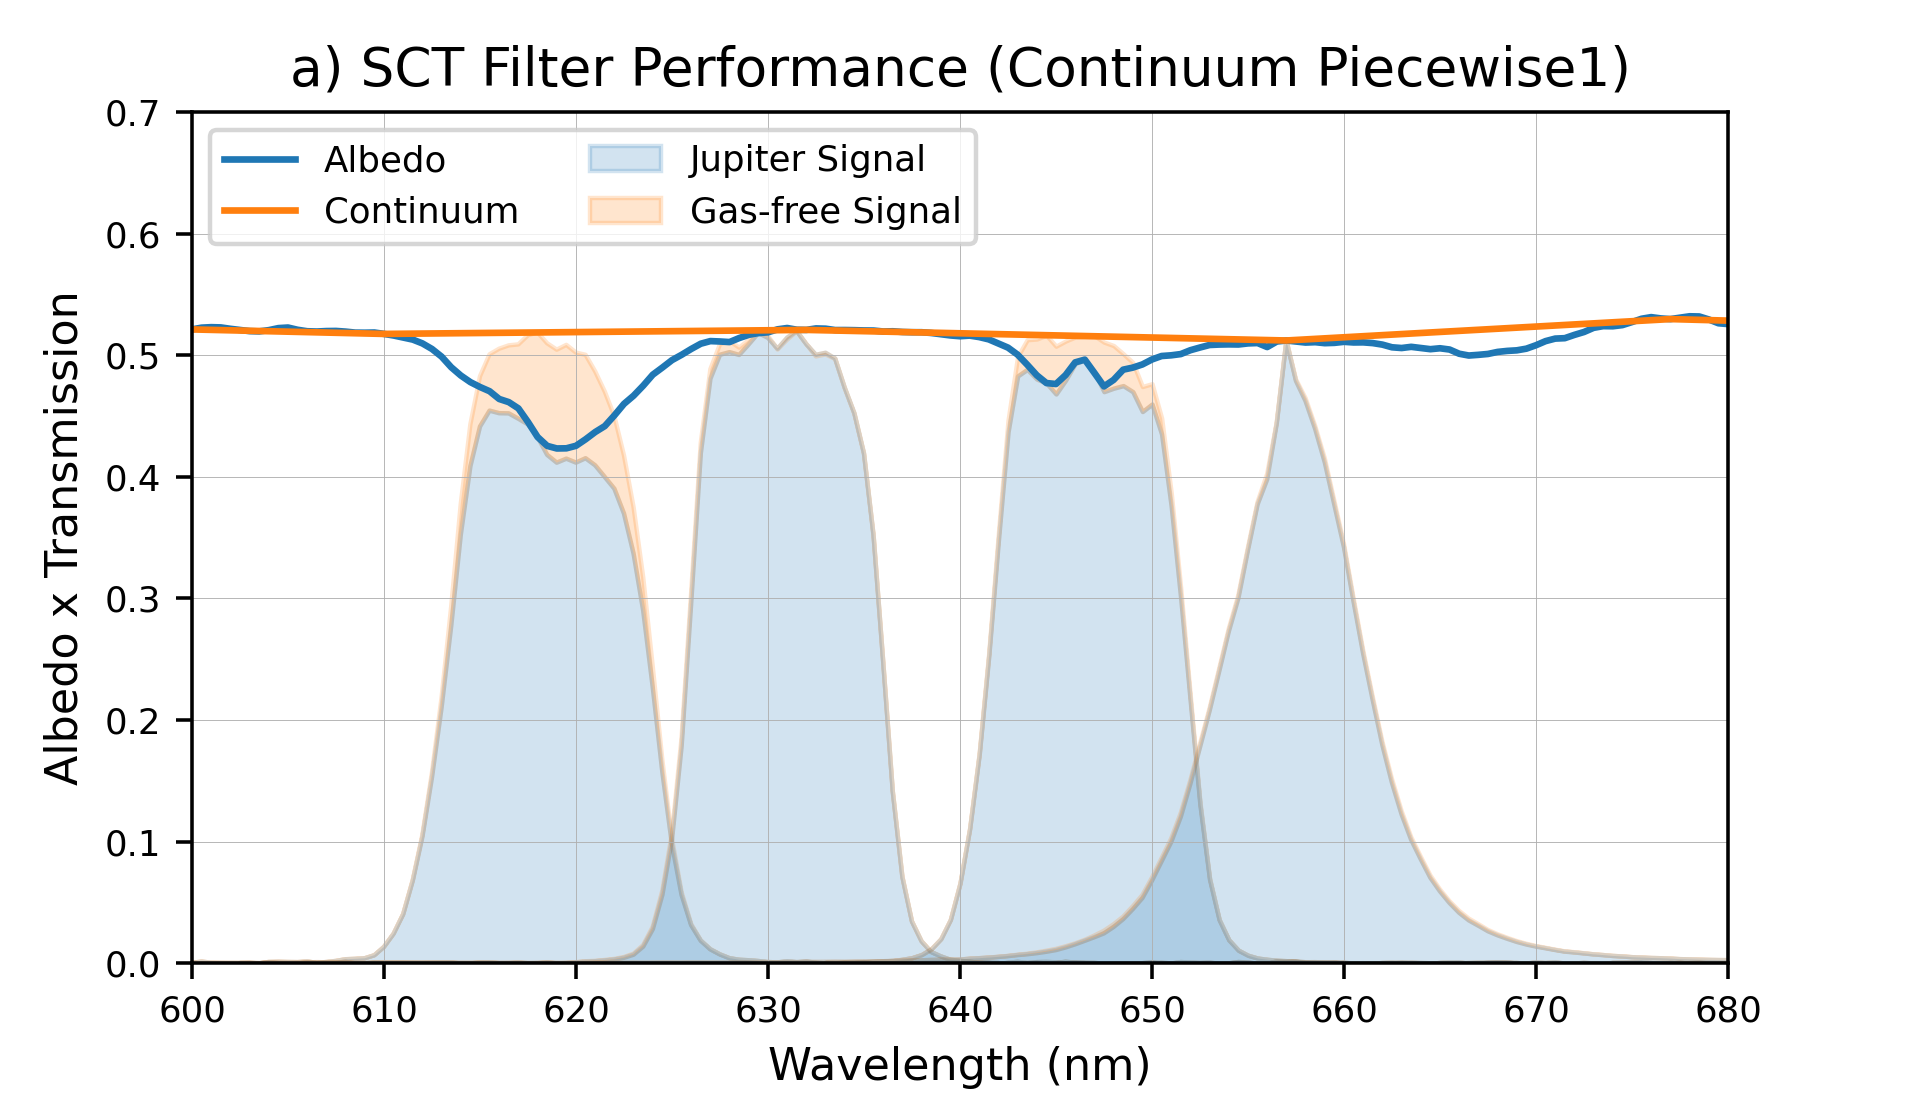 a) SCT Filter Performance (Continuum Piecewise1)
Albedo
Continuum
Jupiter Signal
Gas-free Signal
Albedo x Transmission
0.7
0.6
0.5
0.4
0.3
0.2
0.1
0.0
600 610 620 630 640 650 660 670 680
Wavelength (nm)